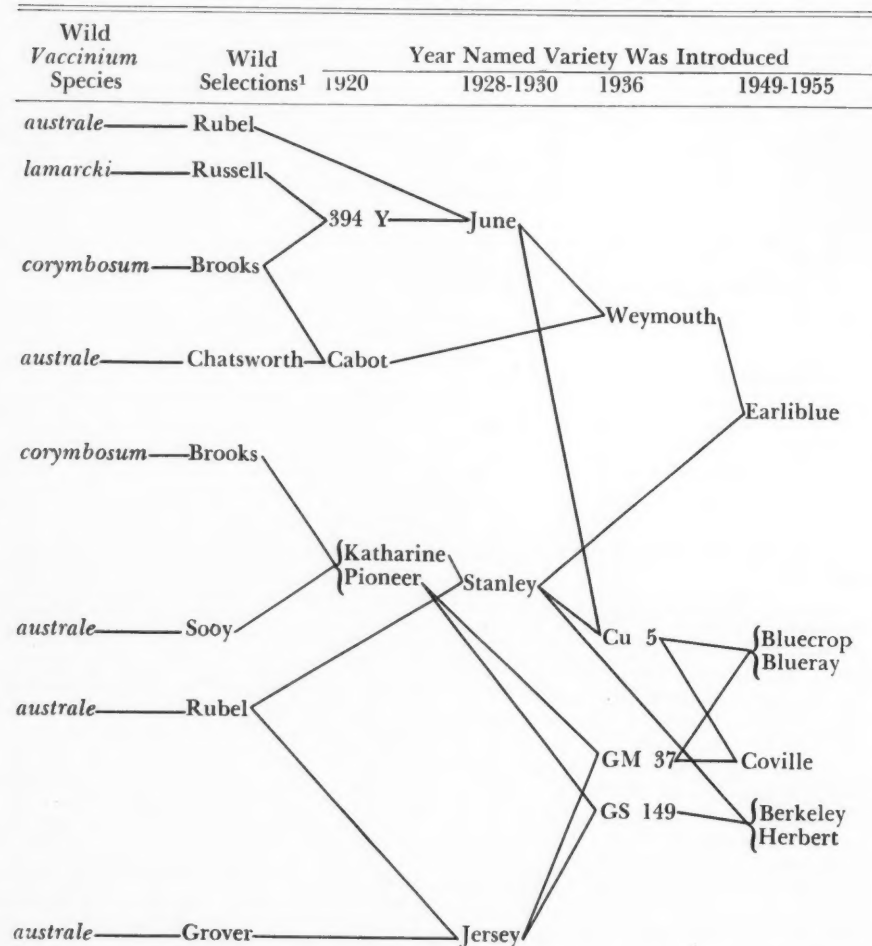 Wild
Vaccinium
Species
Wild
Selections¹
Year Named Variety Was Introduced
1920 1928-1930 1936 1949-1955
australe Rubel
lamarcki Russell
394 Y June
corymbosum Brooks
Weymouth
australe Chatsworth Cabot
Earliblue
corymbosum Brooks
Katharine
Pioneer Stanley
australe Sooy Cu 5 Bluecrop
Blueray
australe Rubel
GM 37 Coville
GS 149 Berkeley
Herbert
australe Grover Jersey